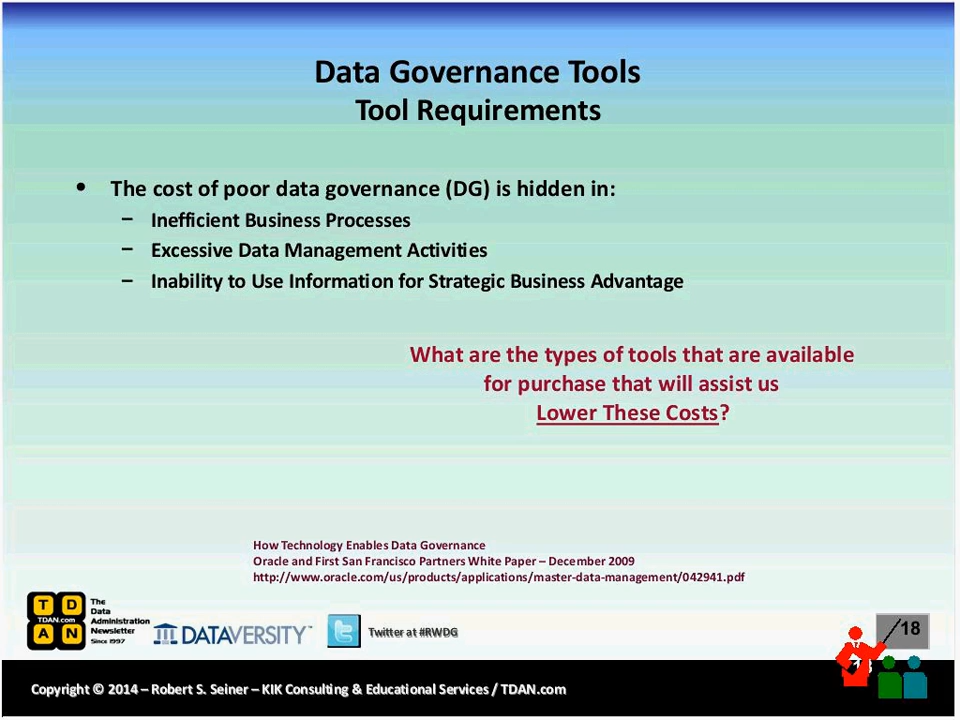 Data Governance Tools
Tool Requirements
• The cost of poor data governance (DG) is hidden in:
– Inefficient Business Processes
– Excessive Data Management Activities
– Inability to Use Information for Strategic Business Advantage
What are the types of tools that are available
for purchase that will assist us
Lower These Costs?
How Technology Enables Data Governance
Oracle and First San Francisco Partners White Paper – December 2009
http://www.oracle.com/us/products/applications/master-data-management/042941.pdf
T D
TDAN.com
A N
The
Data
Administration
Newsletter
Since 1997
DATAVERSITY™
Twitter at #RWDG
18
Copyright © 2014 – Robert S. Seiner – KIK Consulting & Educational Services / TDAN.com